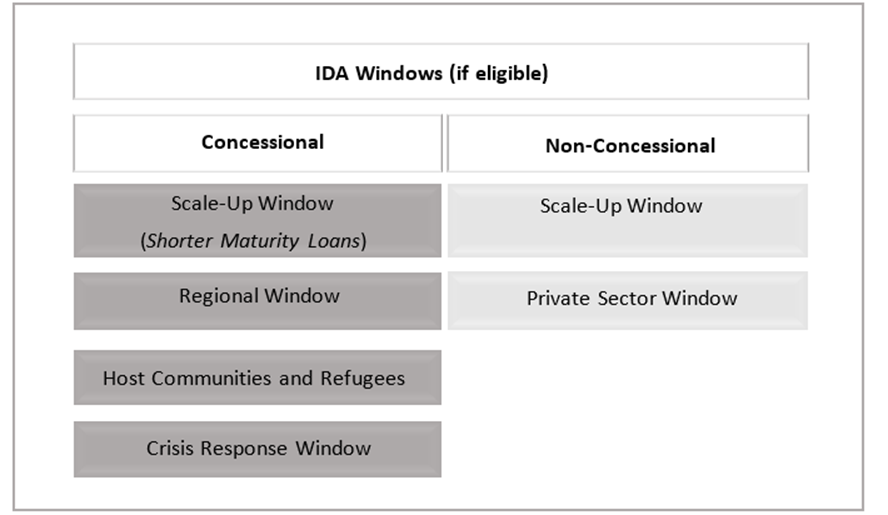 IDA Windows (if eligible)
Concessional
Non-Concessional
Scale-Up Window
(Shorter Maturity Loans)
Scale-Up Window
Regional Window
Private Sector Window
Host Communities and Refugees
Crisis Response Window